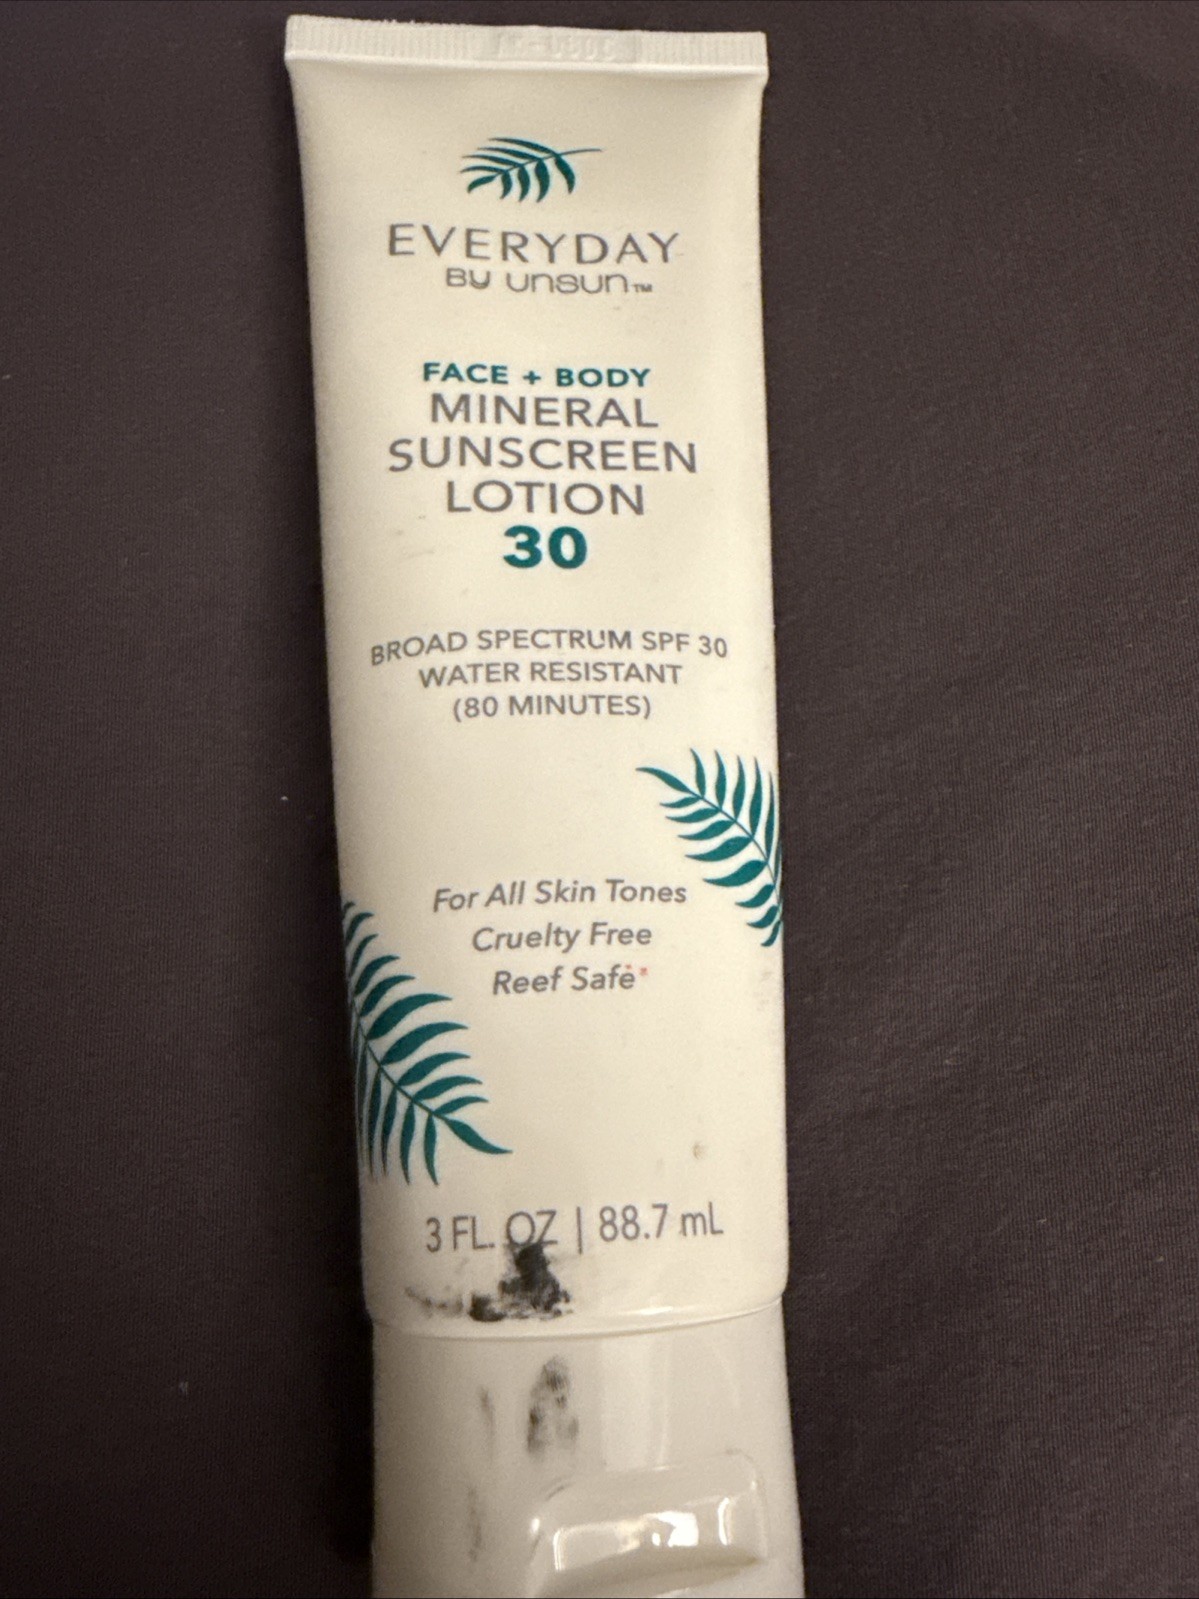 EVERYDAY
BY unsun™
FACE + BODY
MINERAL
SUNSCREEN
LOTION
30
BROAD SPECTRUM SPF 30
WATER RESISTANT
(80 MINUTES)
For All Skin Tones
Cruelty Free
Reef Safe*
3 FL. OZ | 88.7 mL